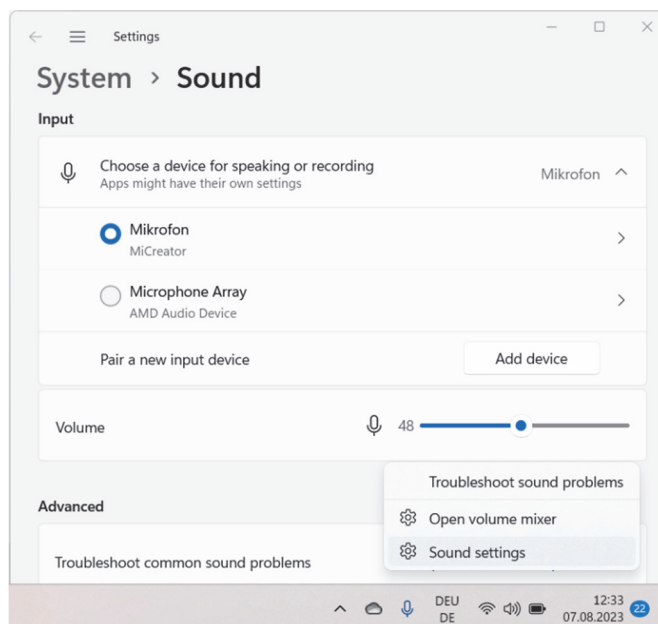 Settings
System > Sound
Input
Choose a device for speaking or recording
Apps might have their own settings
Mikrofon
Mikrofon
MiCreator
Microphone Array
AMD Audio Device
Pair a new input device
Add device
Volume
48
Troubleshoot sound problems
Advanced
Open volume mixer
Sound settings
Troubleshoot common sound problems
DEU
DE
12:33
07.08.2023
22